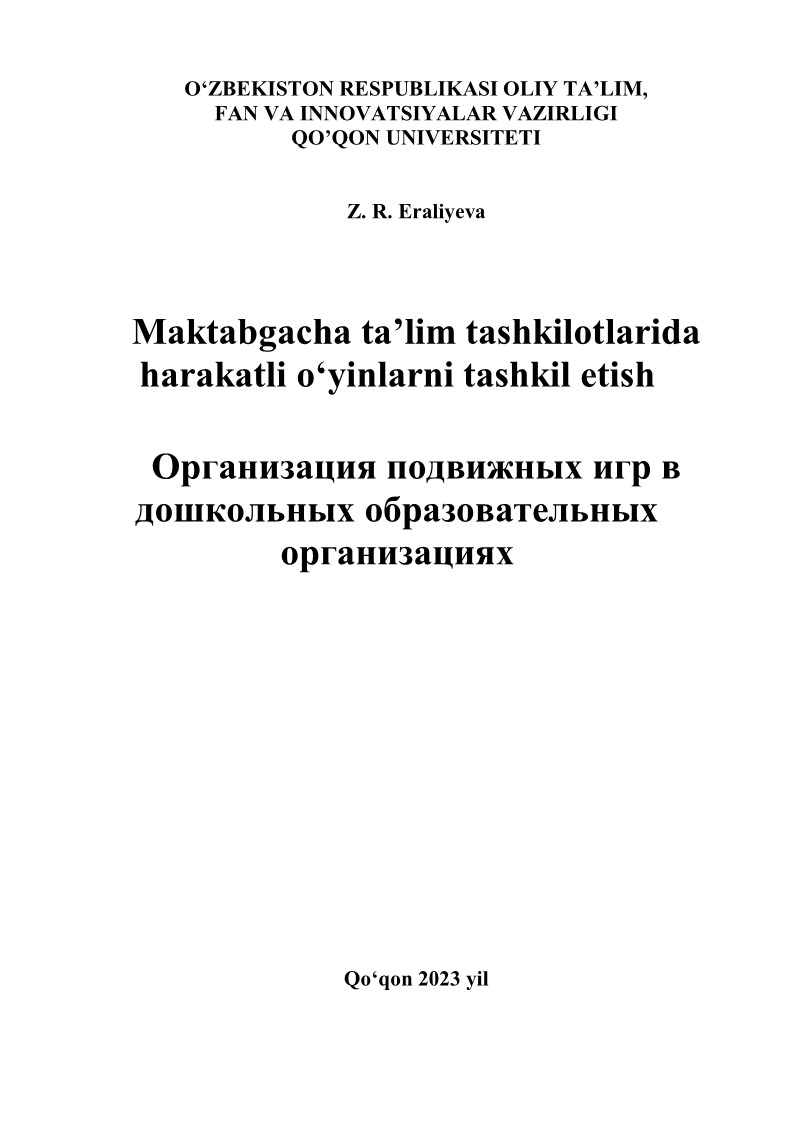 O‘ZBEKISTON RESPUBLIKASI OLIY TA’LIM,
FAN VA INNOVATSIYALAR VAZIRLIGI
QO’QON UNIVERSITETI
Z. R. Eraliyeva
Maktabgacha ta’lim tashkilotlarida
harakatli o‘yinlarni tashkil etish
Организация подвижных игр в
дошкольных образовательных
организациях
Qo‘qon 2023 yil